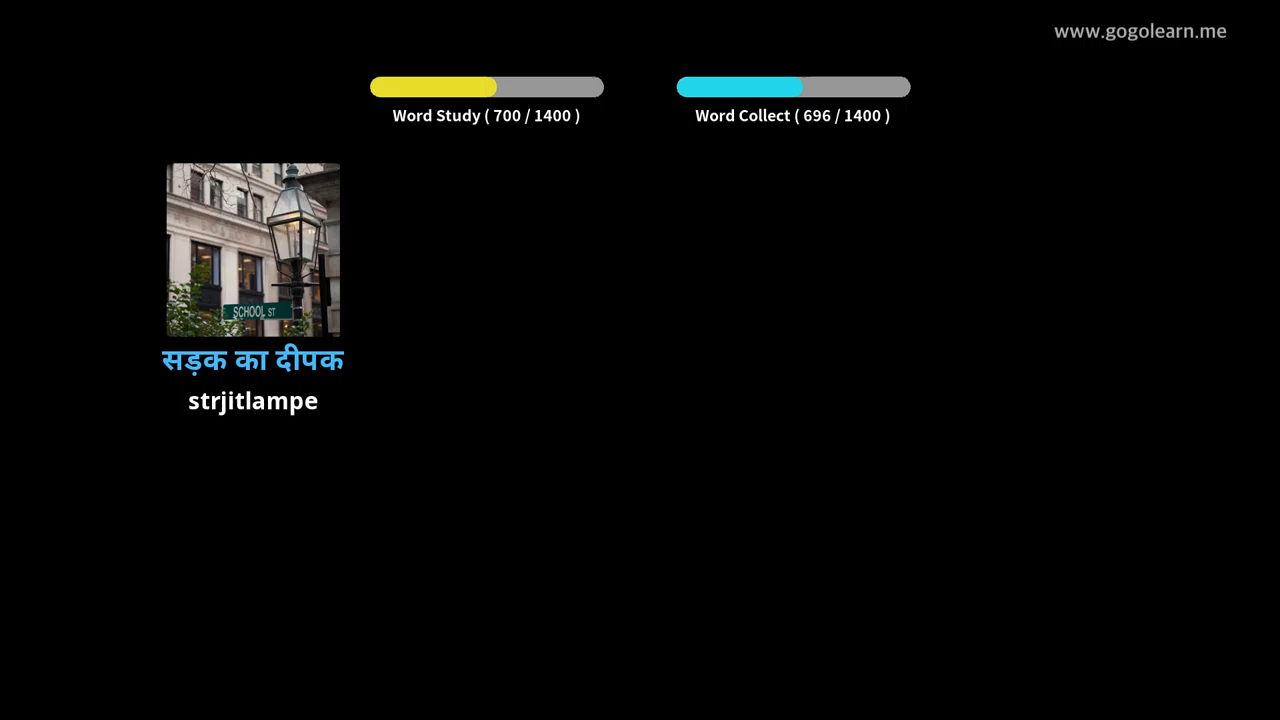 www.gogolearn.me
Word Study ( 700 / 1400 )
Word Collect ( 696 / 1400 )
SCHOOL ST
सड़क का दीपक
strjitlampe